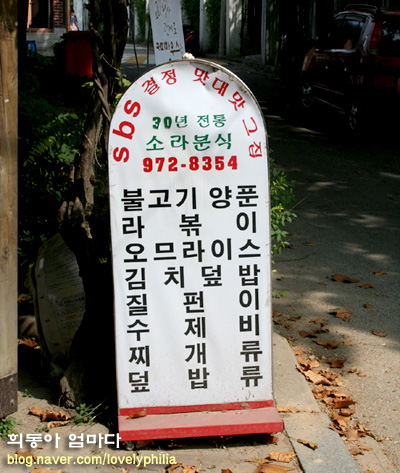 sbs 결정 맛대맛 그 집
30년 전통
소라분식
972-8354
불고기양푼
라볶이
오므라이스
김치덮밥
질펀이
수제비
찌개류
덮밥류
희동아 엄마다
blog.naver.com/lovelyphilia